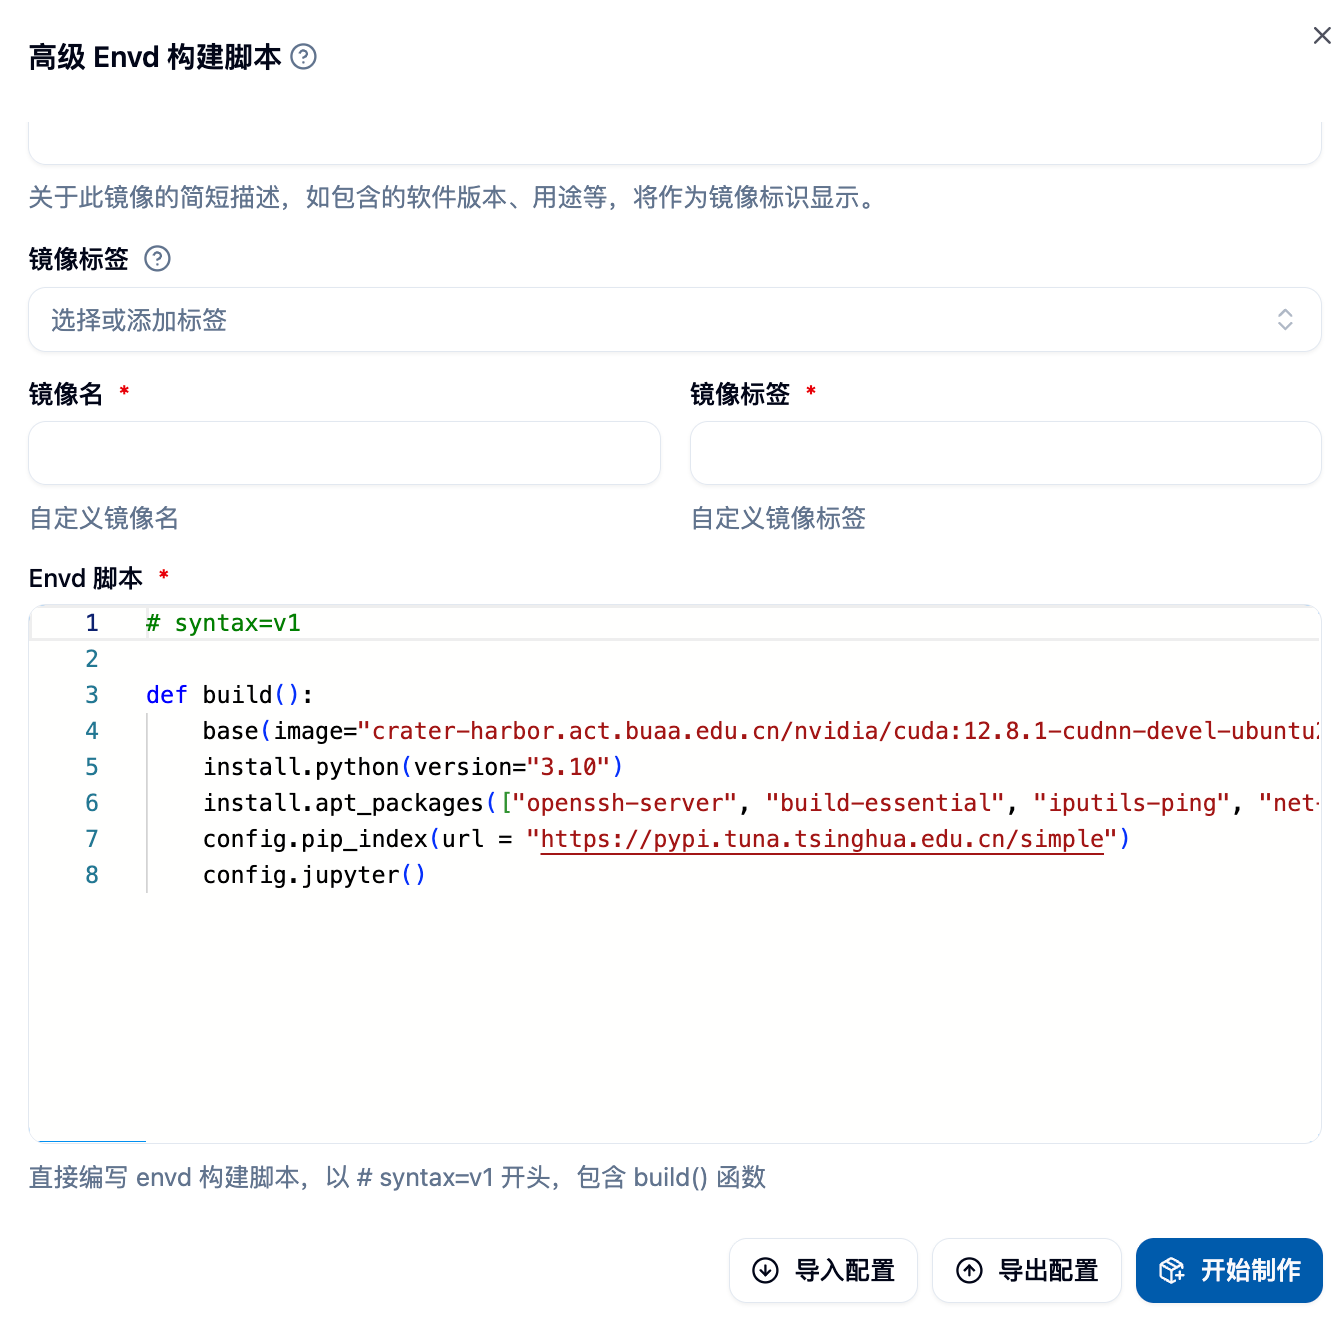 高级 Envd 构建脚本
关于此镜像的简短描述，如包含的软件版本、用途等，将作为镜像标识显示。
镜像标签
选择或添加标签
镜像名 *
镜像标签 *
自定义镜像名
自定义镜像标签
Envd 脚本 *
1 # syntax=v1
2
3 def build():
4 base(image="crater-harbor.act.buaa.edu.cn/nvidia/cuda:12.8.1-cudnn-devel-ubuntu
5 install.python(version="3.10")
6 install.apt_packages(["openssh-server", "build-essential", "iputils-ping", "net-
7 config.pip_index(url = "https://pypi.tuna.tsinghua.edu.cn/simple")
8 config.jupyter()
直接编写 envd 构建脚本，以 # syntax=v1 开头，包含 build() 函数
导入配置
导出配置
开始制作